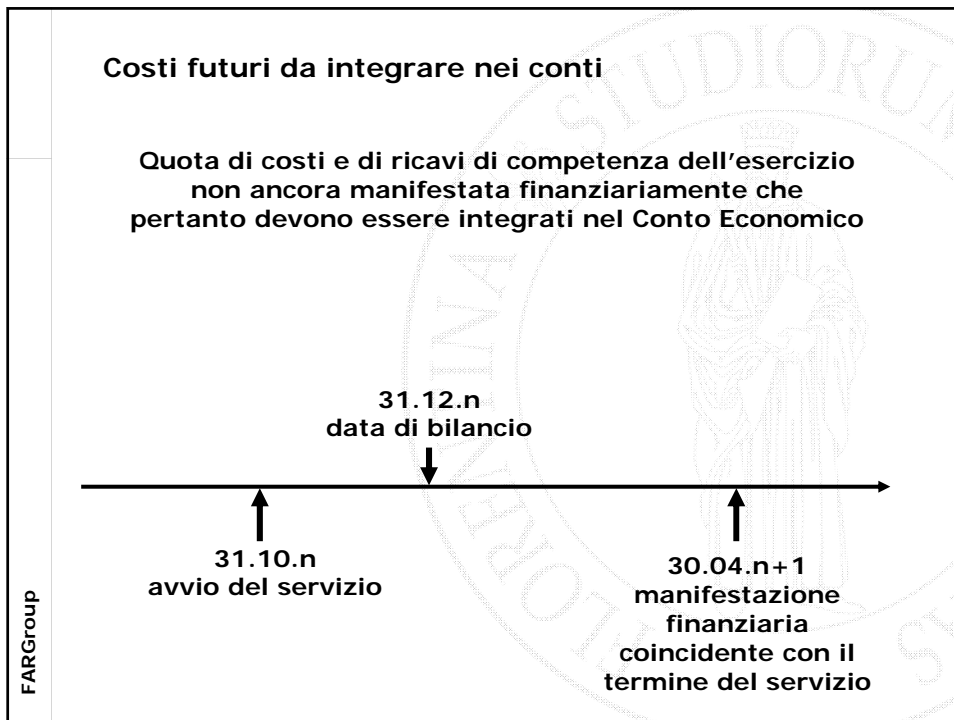 Costi futuri da integrare nei conti
Quota di costi e di ricavi di competenza dell'esercizio
non ancora manifestata finanziariamente che
pertanto devono essere integrati nel Conto Economico
31.12.n
data di bilancio
31.10.n
avvio del servizio
30.04.n+1
manifestazione
finanziaria
coincidente con il
termine del servizio
FARGroup
STUDIORUM
FLORENTINA